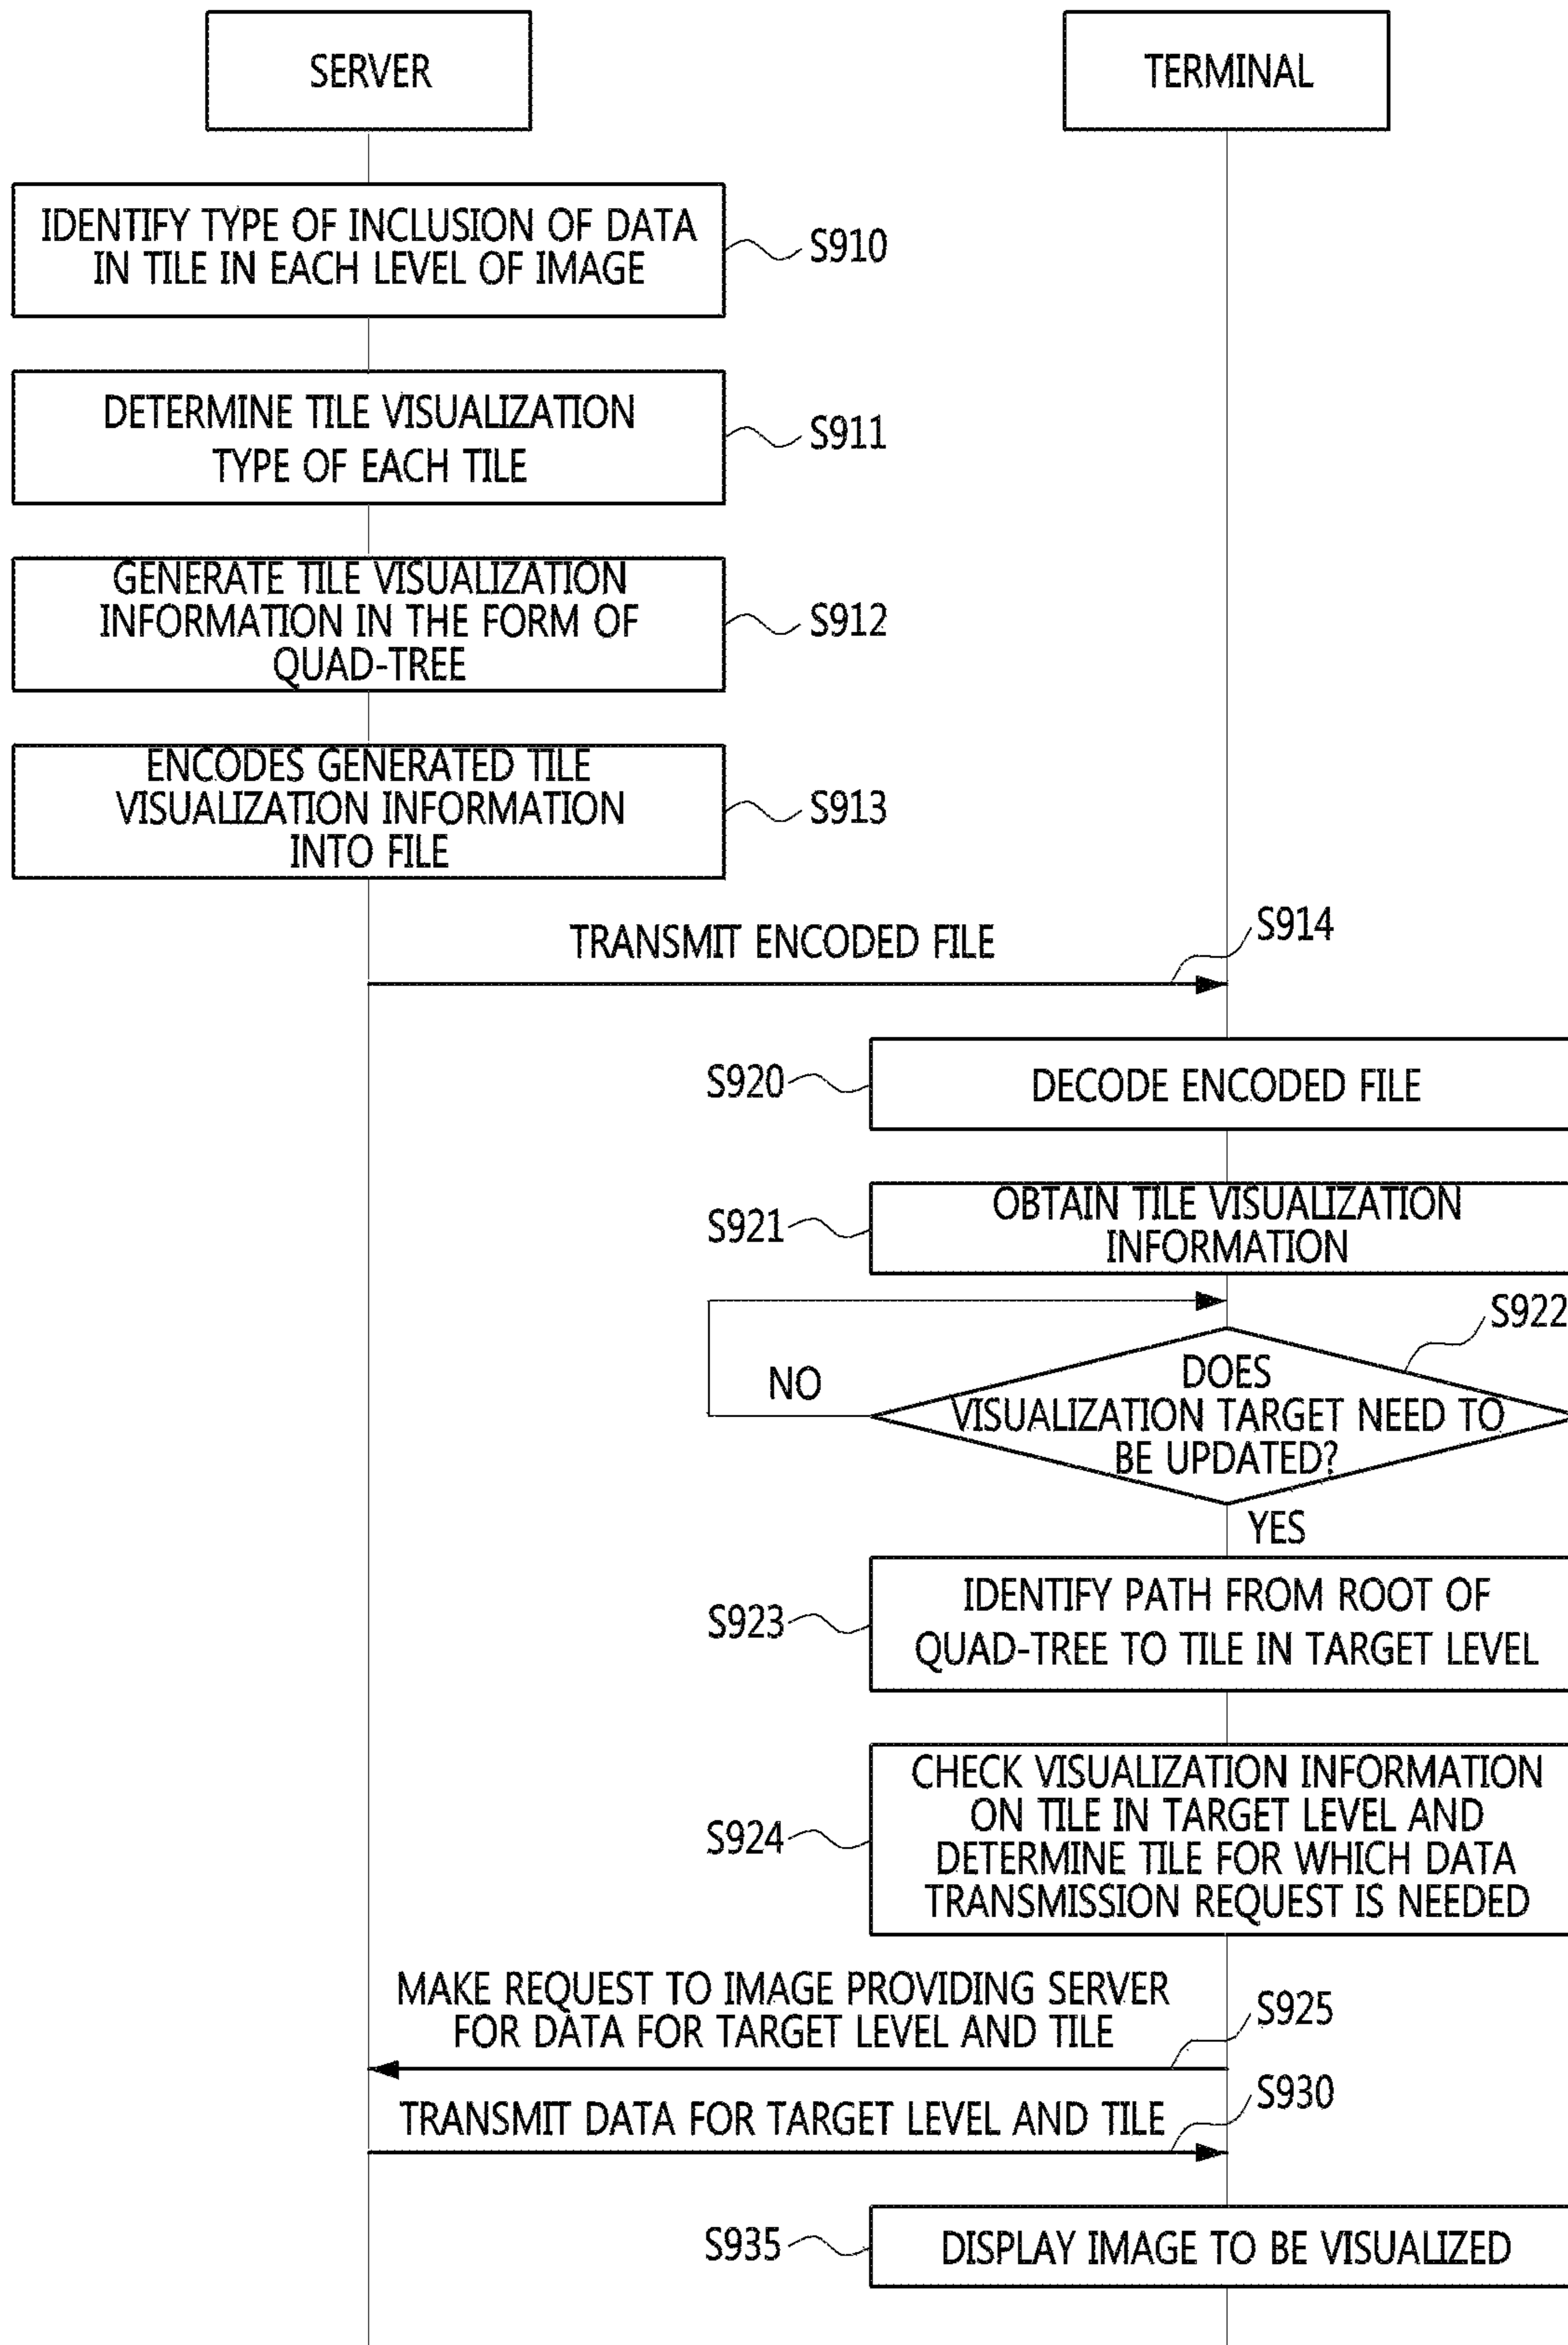 SERVER
TERMINAL
IDENTIFY TYPE OF INCLUSION OF DATA
IN TILE IN EACH LEVEL OF IMAGE
S910
DETERMINE TILE VISUALIZATION
TYPE OF EACH TILE
S911
GENERATE TILE VISUALIZATION
INFORMATION IN THE FORM OF
QUAD-TREE
S912
ENCODES GENERATED TILE
VISUALIZATION INFORMATION
INTO FILE
S913
TRANSMIT ENCODED FILE
S914
S920
DECODE ENCODED FILE
S921
OBTAIN TILE VISUALIZATION
INFORMATION
S922
NO
DOES
VISUALIZATION TARGET NEED TO
BE UPDATED?
YES
S923
IDENTIFY PATH FROM ROOT OF
QUAD-TREE TO TILE IN TARGET LEVEL
S924
CHECK VISUALIZATION INFORMATION
ON TILE IN TARGET LEVEL AND
DETERMINE TILE FOR WHICH DATA
TRANSMISSION REQUEST IS NEEDED
MAKE REQUEST TO IMAGE PROVIDING SERVER
FOR DATA FOR TARGET LEVEL AND TILE
S925
TRANSMIT DATA FOR TARGET LEVEL AND TILE
S930
S935
DISPLAY IMAGE TO BE VISUALIZED